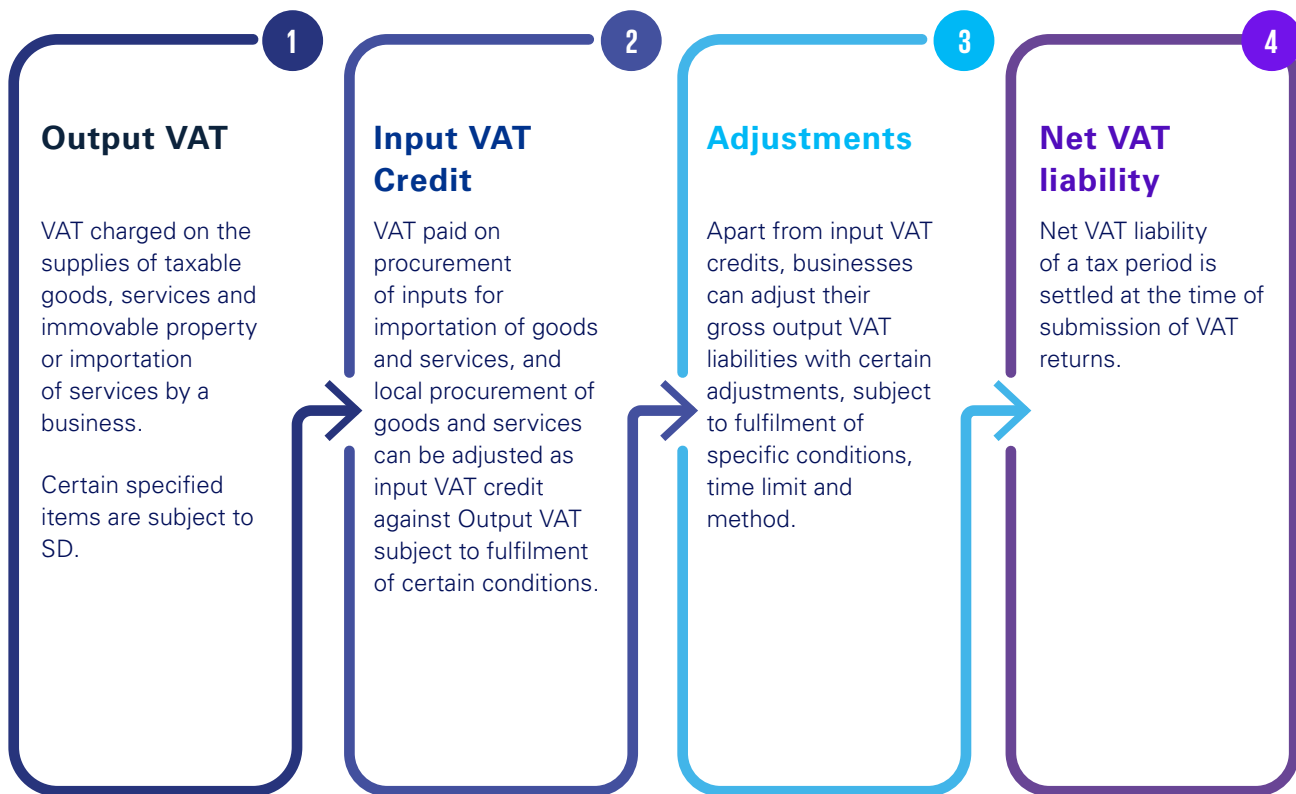 1
Output VAT
VAT charged on the
supplies of taxable
goods, services and
immovable property
or importation
of services by a
business.
Certain specified
items are subject to
SD.
2
Input VAT
Credit
VAT paid on
procurement
of inputs for
importation of goods
and services, and
local procurement of
goods and services
can be adjusted as
input VAT credit
against Output VAT
subject to fulfilment
of certain conditions.
3
Adjustments
Apart from input VAT
credits, businesses
can adjust their
gross output VAT
liabilities with certain
adjustments, subject
to fulfilment of
specific conditions,
time limit and
method.
4
Net VAT
liability
Net VAT liability
of a tax period is
settled at the time of
submission of VAT
returns.